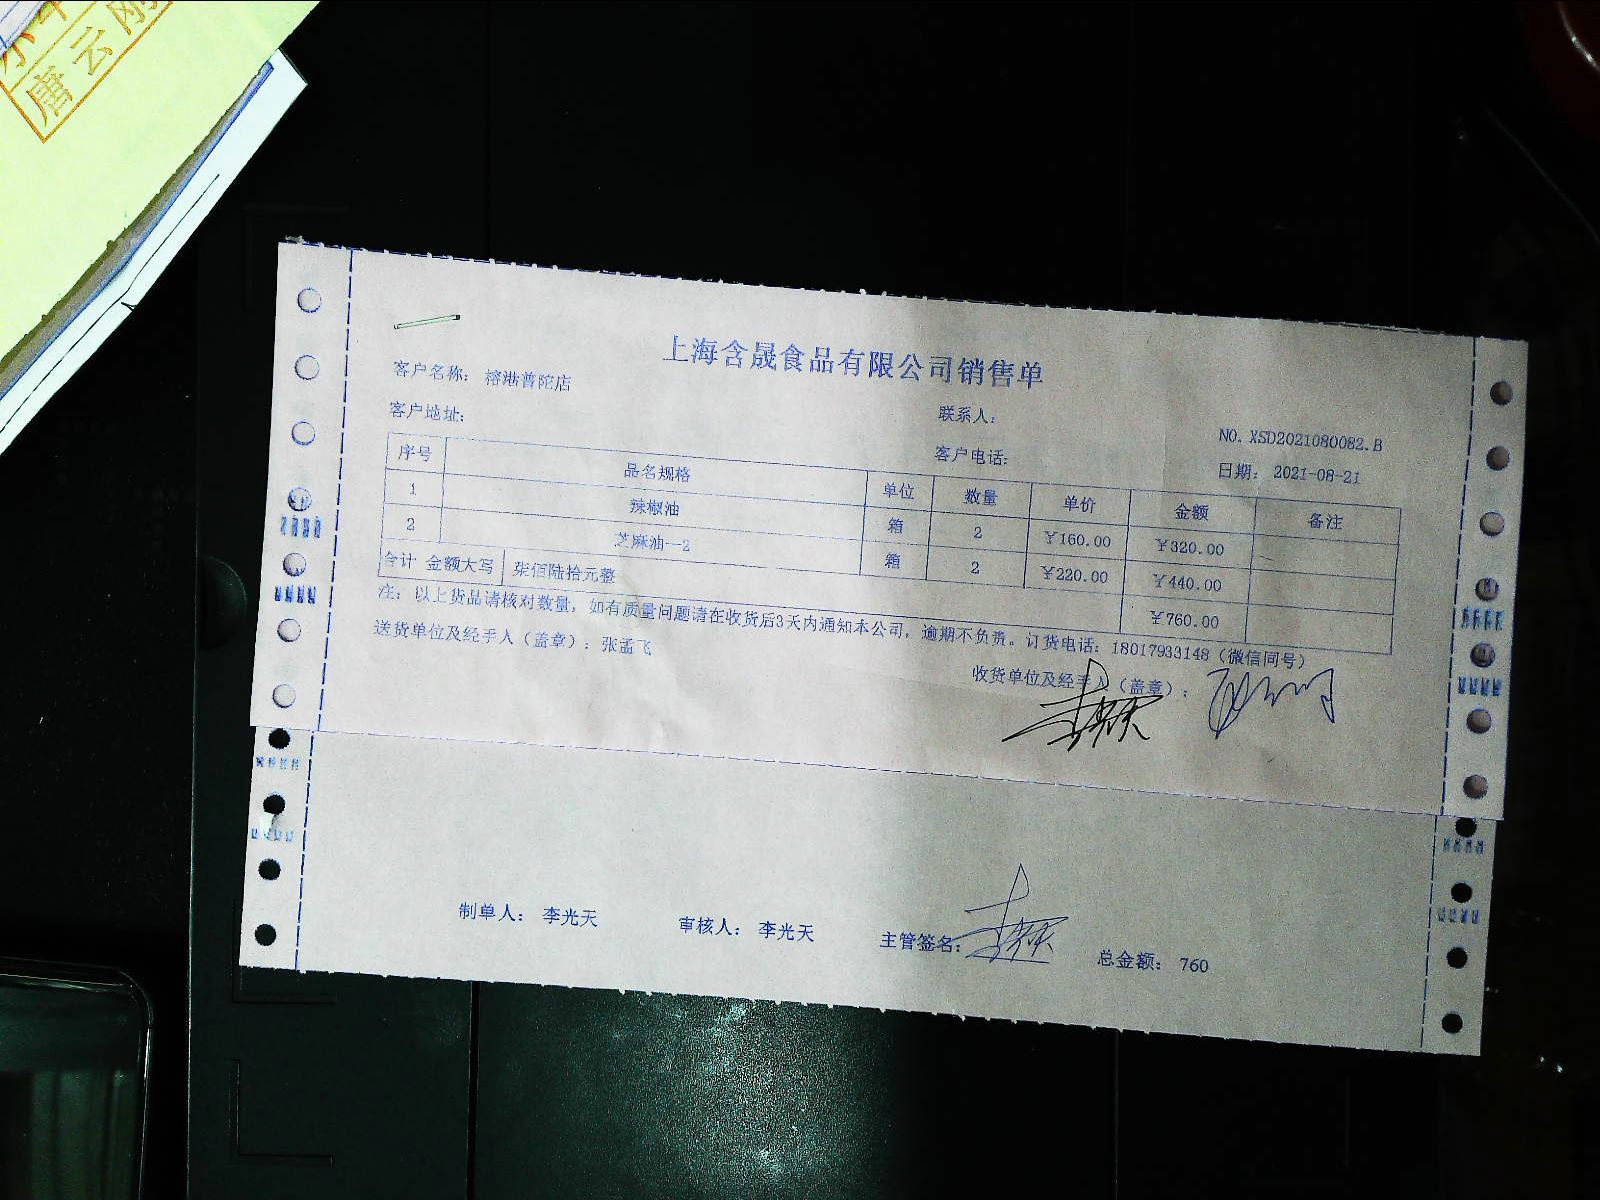 唐云刚
上海含晟食品有限公司销售单
客户名称: 榕港普陀店
联系人:
NO. XSD2021080082.B
客户地址:
客户电话:
日期: 2021-08-21
序号 品名规格 单位 数量 单价 金额 备注
1 辣椒油 箱 2 ¥160.00 ¥320.00
2 芝麻油--2 箱 2 ¥220.00 ¥440.00
合计 金额大写 柒佰陆拾元整 ¥760.00
注: 以上货品请核对数量, 如有质量问题请在收货后3天内通知本公司, 逾期不负责。订货电话: 18017933148 (微信同号)
送货单位及经手人 (盖章) : 张孟飞
收货单位及经手人 (盖章) :
制单人: 李光天 审核人: 李光天 主管签名: 总金额: 760